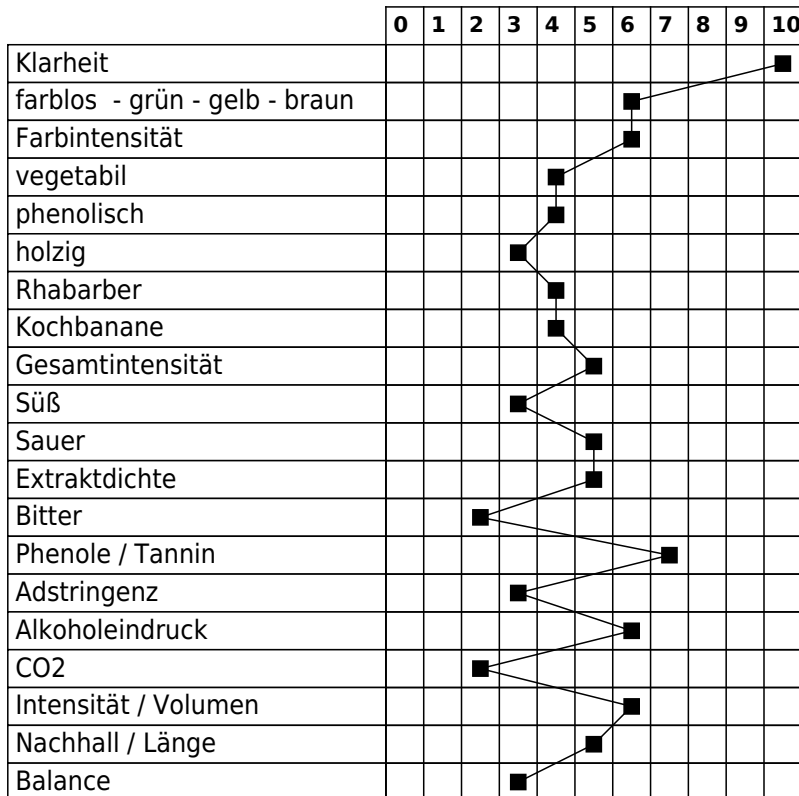 0 1 2 3 4 5 6 7 8 9 10
Klarheit
farblos - grün - gelb - braun
Farbintensität
vegetabil
phenolisch
holzig
Rhabarber
Kochbanane
Gesamtintensität
Süß
Sauer
Extraktdichte
Bitter
Phenole / Tannin
Adstringenz
Alkoholeindruck
CO2
Intensität / Volumen
Nachhall / Länge
Balance